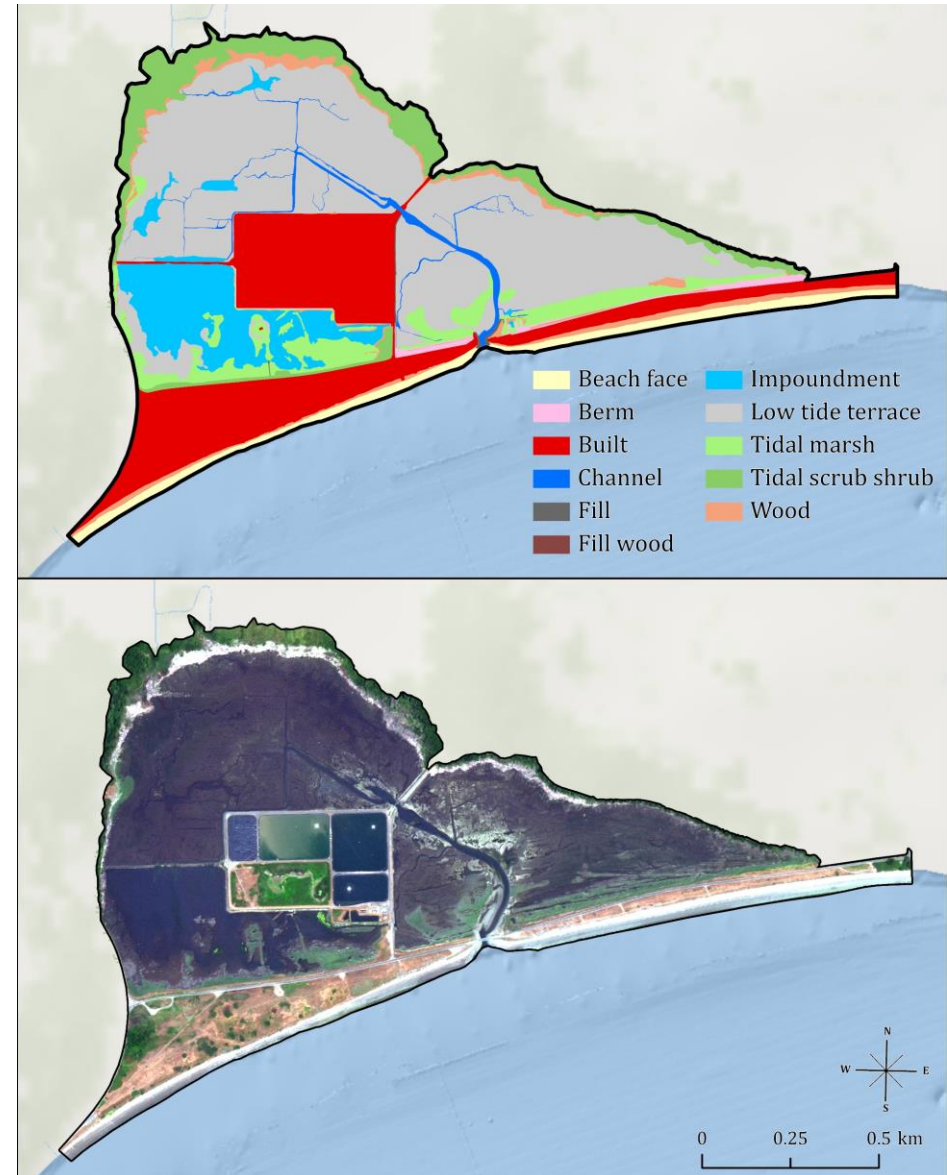 Beach face
Berm
Built
Channel
Fill
Fill wood
Impoundment
Low tide terrace
Tidal marsh
Tidal scrub shrub
Wood
N
W E
S
0 0.25 0.5 km